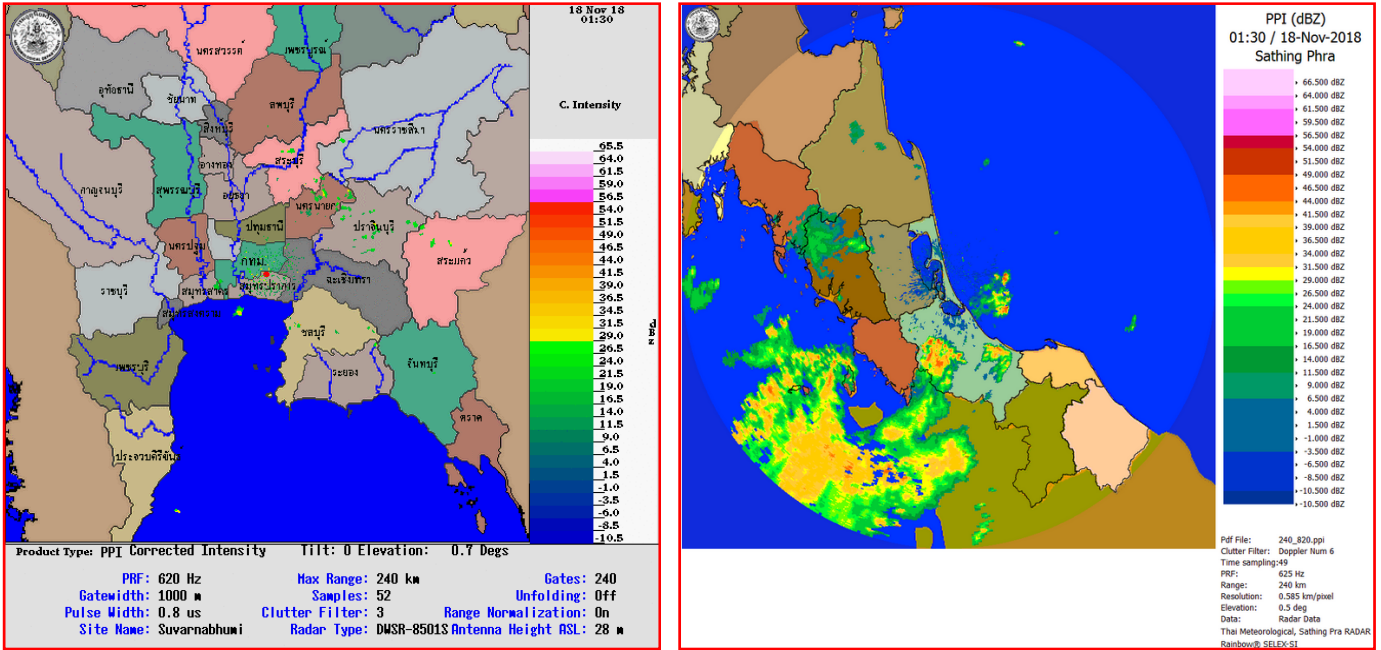 18 Nov 18
01:30
C. Intensity
65.5
64.0
61.5
59.0
56.5
54.0
51.5
49.0
46.5
44.0
41.5
39.0
36.5
34.5
31.5
29.0
26.5
24.0
21.5
19.0
16.5
14.0
11.5
9.0
6.5
4.0
1.5
-1.0
-3.5
-6.0
-8.5
-10.5
นครสวรรค์
เพชรบูรณ์
อุทัยธานี
ชัยนาท
ลพบุรี
สิงหบุรี
นครราชสีมา
อ่างทอง
สระบุรี
กาญจนบุรี
สุพรรณบุรี
อยุธยา
นครนายก
ปทุมธานี
ปราจีนบุรี
นครปฐม
กทม.
สระแก้ว
ราชบุรี
สมุทรสาคร
สมุทรปราการ
ฉะเชิงเทรา
ชลบุรี
เพชรบุรี
ระยอง
จันทบุรี
ตราด
ประจวบคีรีขันธ์
Product Type: PPI Corrected Intensity Tilt: 0 Elevation: 0.7 Degs
PRF: 620 Hz Max Range: 240 km Gates: 240
Gatewidth: 1000 m Samples: 52 Unfolding: Off
Pulse Width: 0.8 us Clutter Filter: 3 Range Normalization: On
Site Name: Suvarnabhumi Radar Type: DWSR-8501S Antenna Height ASL: 28 m
PPI (dBZ)
01:30 / 18-Nov-2018
Sathing Phra
66.500 dBZ
64.000 dBZ
61.500 dBZ
59.500 dBZ
56.500 dBZ
54.000 dBZ
51.500 dBZ
49.000 dBZ
46.500 dBZ
44.000 dBZ
41.500 dBZ
39.000 dBZ
36.500 dBZ
34.000 dBZ
31.500 dBZ
29.000 dBZ
26.500 dBZ
24.000 dBZ
21.500 dBZ
19.000 dBZ
16.500 dBZ
14.000 dBZ
11.500 dBZ
9.000 dBZ
6.500 dBZ
4.000 dBZ
1.500 dBZ
-1.000 dBZ
-3.500 dBZ
-6.500 dBZ
-8.500 dBZ
-10.500 dBZ
-10.500 dBZ
Pdf File: 240_820.ppi
Clutter Filter: Doppler Num 6
Time sampling:49
PRF: 625 Hz
Range: 240 km
Resolution: 0.585 km/pixel
Elevation: 0.5 deg
Data: Radar Data
Thai Meteorological, Sathing Pra RADAR
Rainbow® SELEX-SI